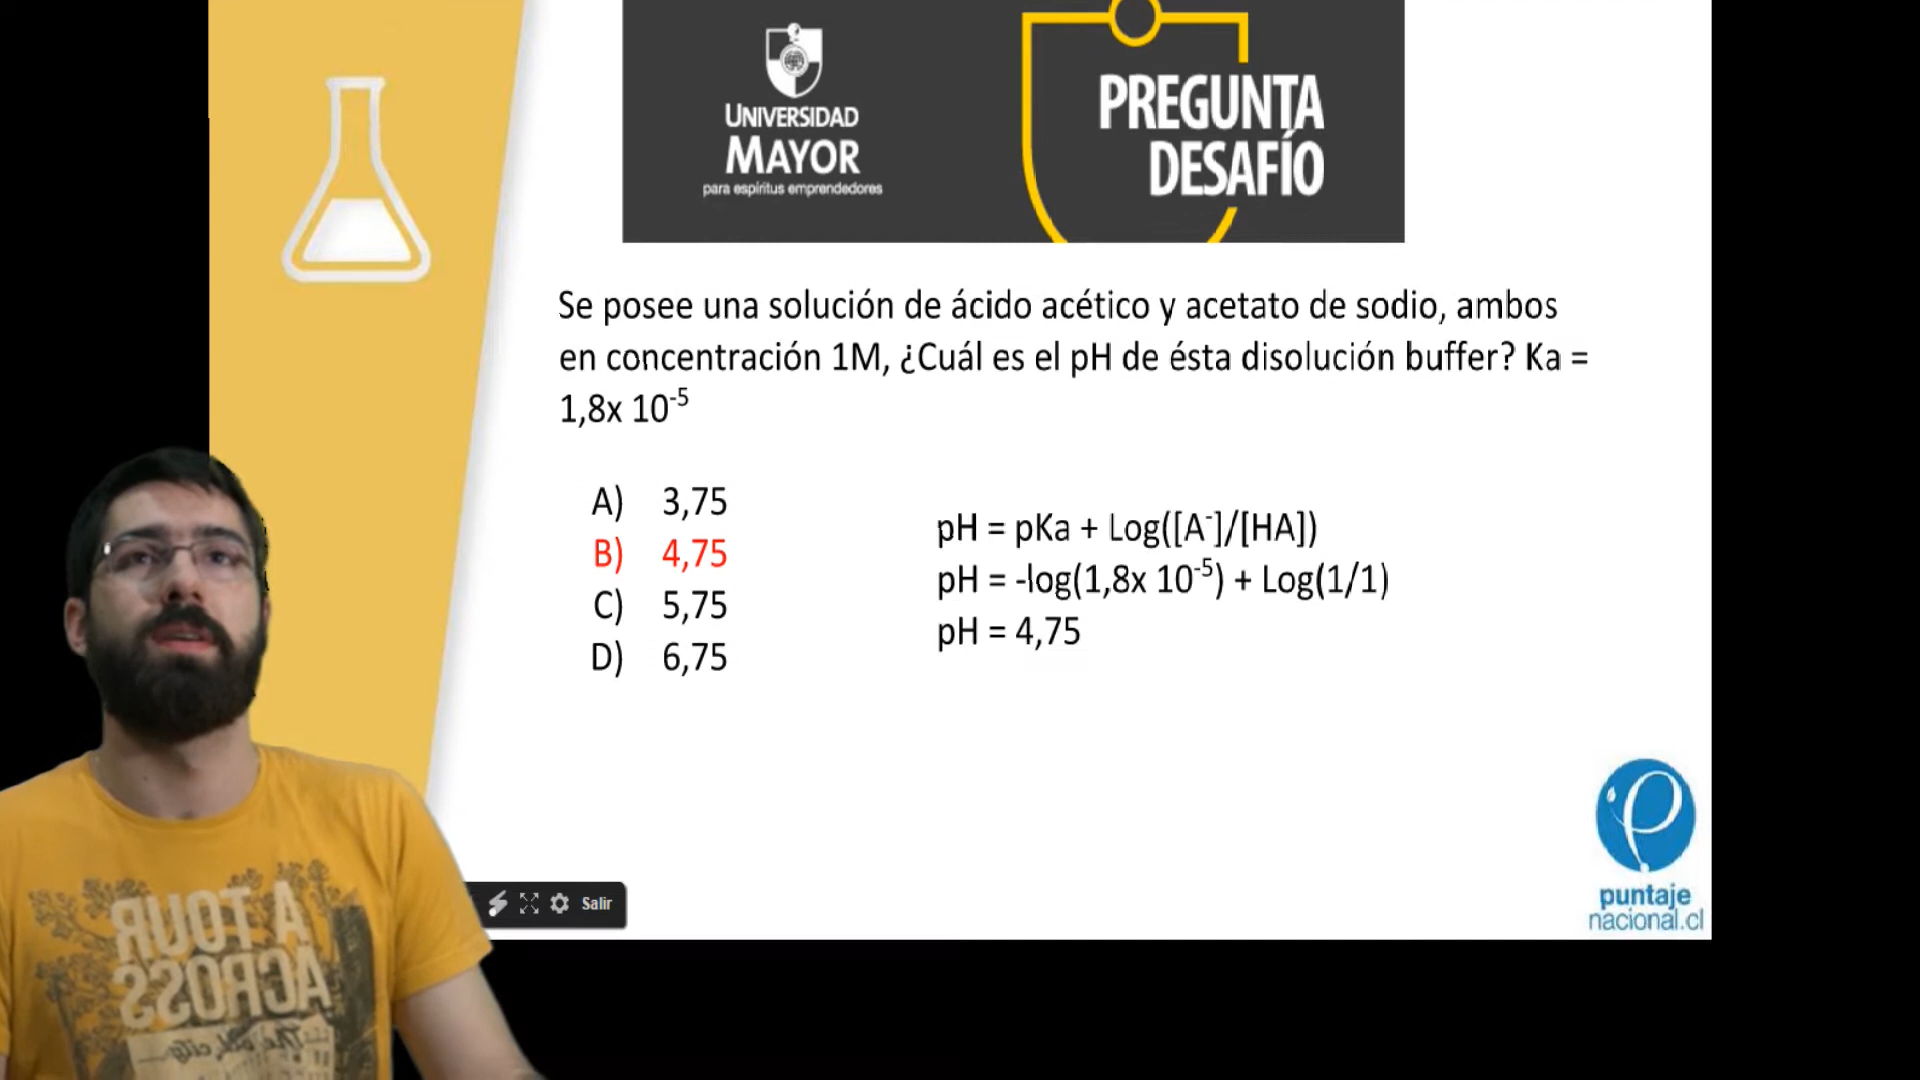 UNIVERSIDAD
MAYOR
para espíritus emprendedores
PREGUNTA
DESAFÍO
Se posee una solución de ácido acético y acetato de sodio, ambos
en concentración 1M, ¿Cuál es el pH de ésta disolución buffer? Ka =
1,8x 10⁻⁵
A) 3,75
B) 4,75
C) 5,75
D) 6,75
pH = pKa + Log([A⁻]/[HA])
pH = -log(1,8x 10⁻⁵) + Log(1/1)
pH = 4,75
A TOUR
ACROSS
Salir
puntaje
nacional.cl